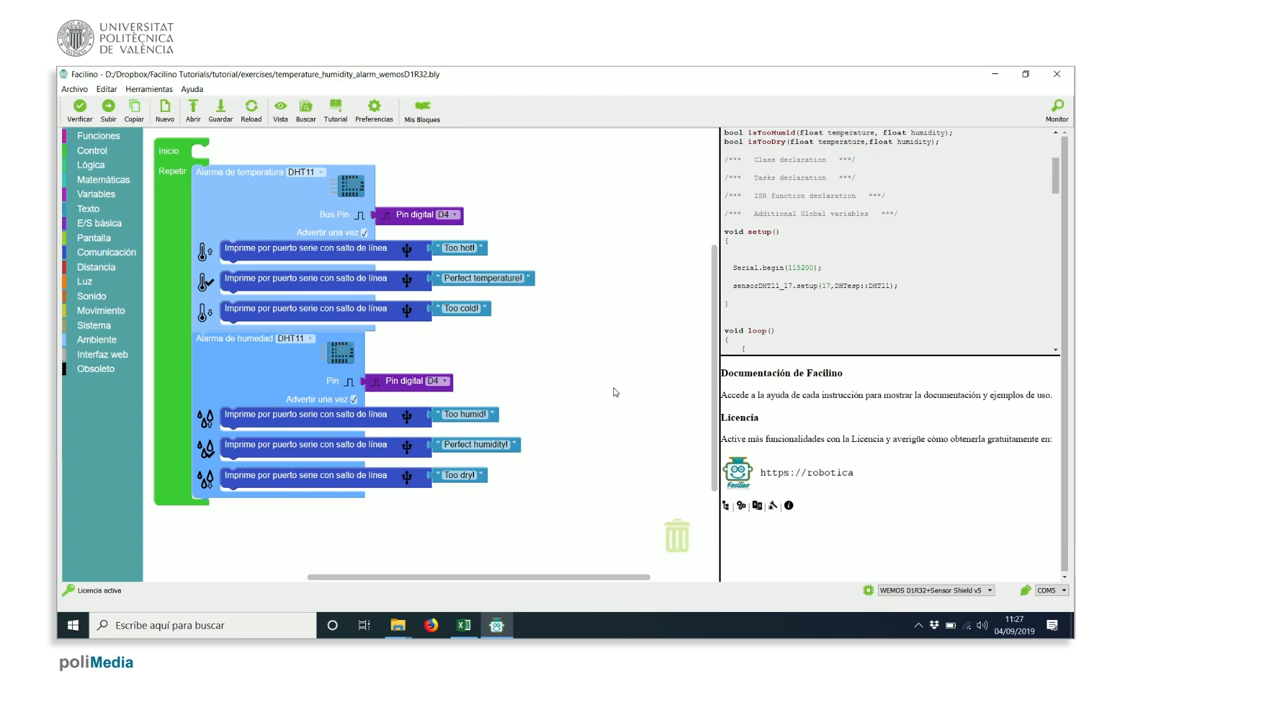 UNIVERSITAT
POLITÈCNICA
DE VALÈNCIA
Facilino - D:/Dropbox/Facilino Tutorials/tutorial/exercises/temperature_humidity_alarm_wemosD1R32.bly
Archivo Editar Herramientas Ayuda
Verificar Subir Copiar Nuevo Abrir Guardar Reload Vista Buscar Tutorial Preferencias Mis Bloques Monitor
Funciones
Control
Lógica
Matemáticas
Variables
Texto
E/S básica
Pantalla
Comunicación
Distancia
Luz
Sonido
Movimiento
Sistema
Ambiente
Interfaz web
Obsoleto
Inicio
Repetir
Alarma de temperatura DHT11
Bus Pin Pin digital D4
Advertir una vez
Imprime por puerto serie con salto de línea " Too hot! "
Imprime por puerto serie con salto de línea " Perfect temperature! "
Imprime por puerto serie con salto de línea " Too cold! "
Alarma de humedad DHT11
Pin Pin digital D4
Advertir una vez
Imprime por puerto serie con salto de línea " Too humid! "
Imprime por puerto serie con salto de línea " Perfect humidity! "
Imprime por puerto serie con salto de línea " Too dry! "
bool isTooHumid(float temperature, float humidity);
bool isTooDry(float temperature,float humidity);
/*** Class declaration ***/
/*** Tasks declaration ***/
/*** ISR function declaration ***/
/*** Additional Global variables ***/
void setup()
{
Serial.begin(115200);
sensorDHT11_17.setup(17,DHTesp::DHT11);
}
void loop()
{
{
Documentación de Facilino
Accede a la ayuda de cada instrucción para mostrar la documentación y ejemplos de uso.
Licencia
Active más funcionalidades con la Licencia y averigüe cómo obtenerla gratuitamente en:
Facilino
https://robotica
Licencia activa
WEMOS D1R32+Sensor Shield v5
COM5
Escribe aquí para buscar
11:27
04/09/2019
poliMedia